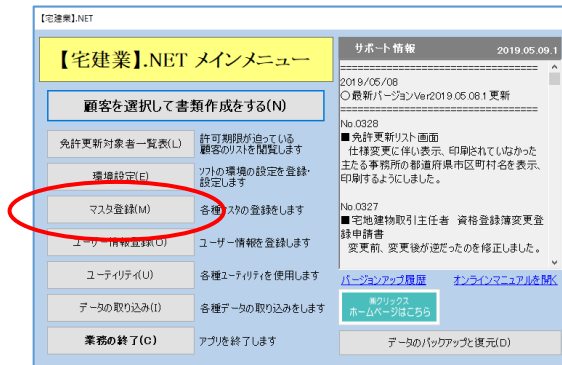 【宅建業】.NET
【宅建業】.NET メインメニュー
顧客を選択して書類作成をする(N)
免許更新対象者一覧表(L)
許可期限が迫っている
顧客のリストを閲覧します
環境設定(E)
ソフトの環境の設定を登録・
設定します
マスタ登録(M)
各種マスタの登録をします
ユーザー情報登録(U)
ユーザー情報を登録します
ユーティリティ(U)
各種ユーティリティを使用します
データの取り込み(I)
各種データの取り込みをします
業務の終了(C)
アプリを終了します
サポート情報
2019.05.09.1
==================================
2019/05/08
○最新バージョンVer2019.05.08.1更新
==================================
No.0328
■免許更新リスト画面
仕様変更に伴い表示、印刷されていなかった
主たる事務所の都道府県市区町村名を表示、
印刷するようにしました。
No.0327
■宅地建物取引主任者 資格登録簿変更登
録申請書
変更前、変更後が逆だったのを修正しました。
バージョンアップ履歴
オンラインマニュアルを開く
㈱クリックス
ホームページはこちら
データのバックアップと復元(D)